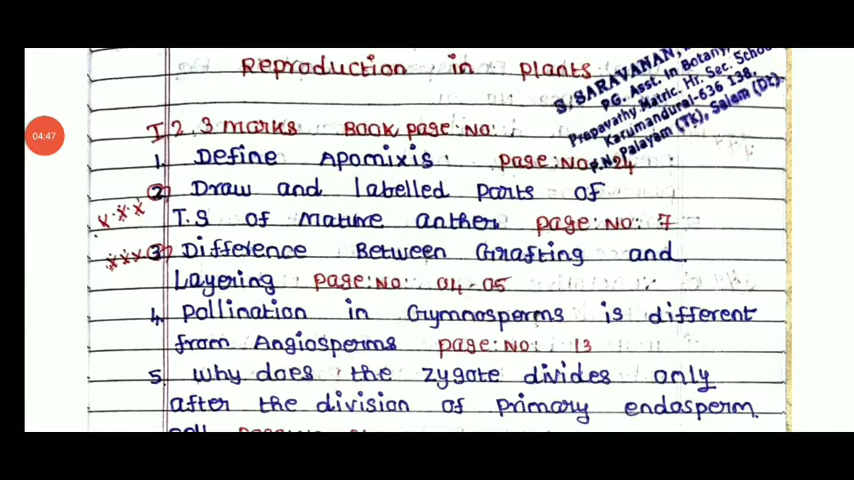 Reproduction in plants
S. SARAVANAN,
P.G. Asst. In Botany,
Prapavathy Matric. Hr. Sec. School
Karumandurai-636 138.
P.N. Palayam (Tk), Salem (Dt).
I 2, 3 marks Book page: No:
1. Define Apomixis: page: No: 24
2) Draw and labelled parts of
x x x T.S of mature anther page: No: 7
xxx 3) Difference Between Grafting and
Layering page: No: 04-05
4. Pollination in Gymnosperms is different
from Angiosperms page: No: 13
5. Why does the zygate divides only
after the division of primary endosperm
04:47